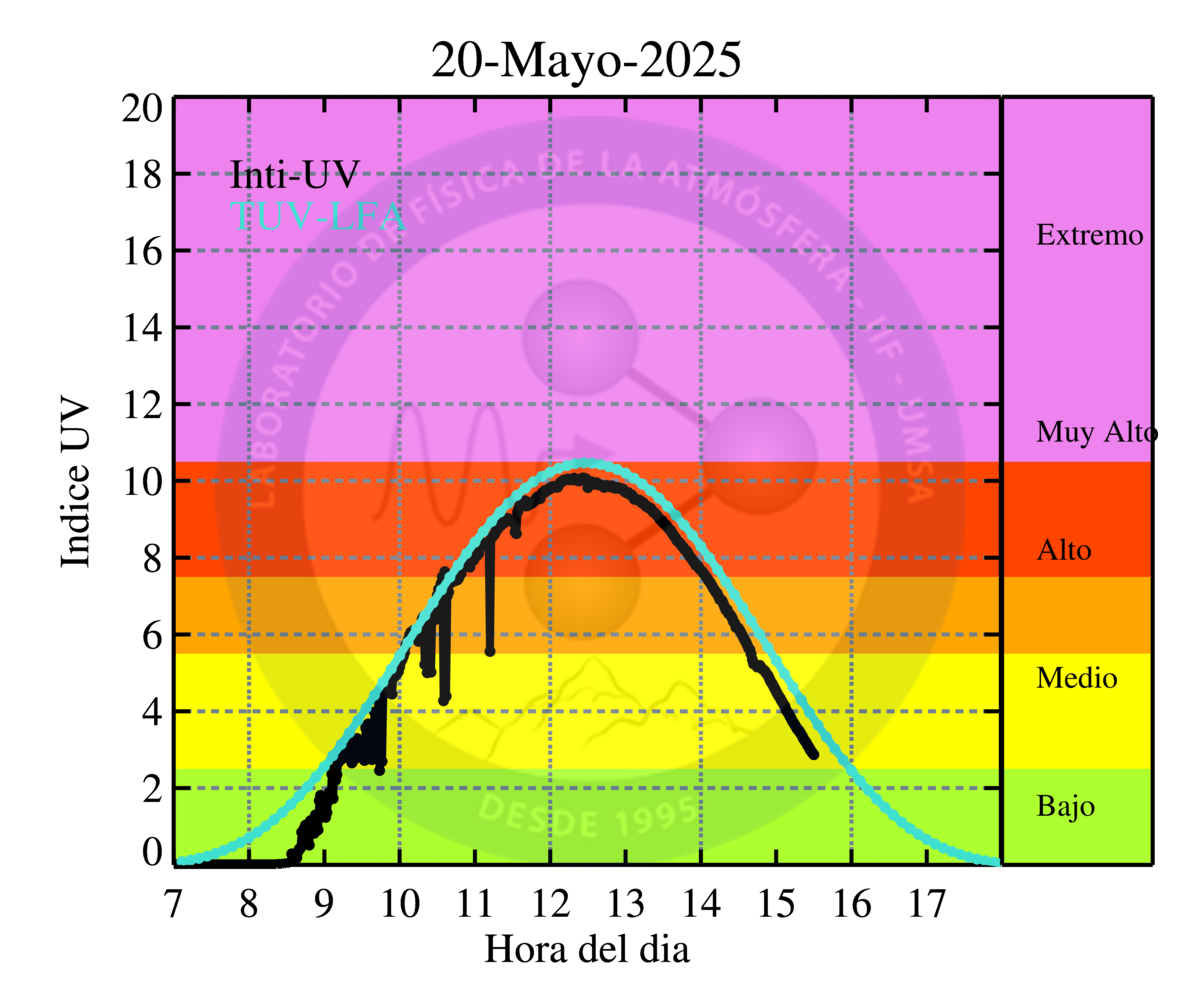 20-Mayo-2025
Inti-UV
TUV-LFA
LABORATORIO DE FÍSICA DE LA ATMÓSFERA - IIF - UMSA
DESDE 1995
Indice UV
20
18
16
14
12
10
8
6
4
2
0
Extremo
Muy Alto
Alto
Medio
Bajo
7 8 9 10 11 12 13 14 15 16 17
Hora del dia